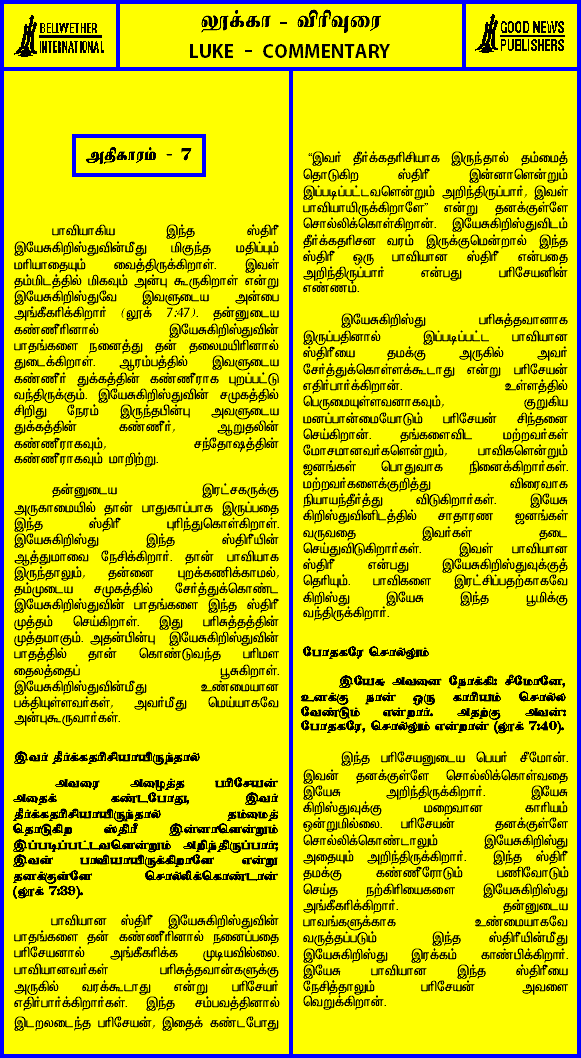 BELWETHER
INTERNATIONAL
லூக்கா - விரிவுரை
LUKE - COMMENTARY
GOOD NEWS
PUBLISHERS
அதிகாரம் - 7
பாவியாகிய இந்த ஸ்திரீ
இயேசுகிறிஸ்துவின்மீது மிகுந்த மதிப்பும்
மரியாதையும் வைத்திருக்கிறாள். இவள்
தம்மிடத்தில் மிகவும் அன்பு கூருகிறாள் என்று
இயேசுகிறிஸ்துவே இவளுடைய அன்பை
அங்கீகரிக்கிறார் (லூக் 7:47). தன்னுடைய
கண்ணீரினால் இயேசுகிறிஸ்துவின்
பாதங்களை நனைத்து தன் தலைமயிரினால்
துடைக்கிறாள். ஆரம்பத்தில் இவளுடைய
கண்ணீர் துக்கத்தின் கண்ணீராக புறப்பட்டு
வந்திருக்கும். இயேசுகிறிஸ்துவின் சமுகத்தில்
சிறிது நேரம் இருந்தபின்பு அவளுடைய
துக்கத்தின் கண்ணீர், ஆறுதலின்
கண்ணீராகவும், சந்தோஷத்தின்
கண்ணீராகவும் மாறிற்று.
தன்னுடைய இரட்சகருக்கு
அருகாமையில் தான் பாதுகாப்பாக இருப்பதை
இந்த ஸ்திரீ புரிந்துகொள்கிறாள்.
இயேசுகிறிஸ்து இந்த ஸ்திரீயின்
ஆத்துமாவை நேசிக்கிறார். தான் பாவியாக
இருந்தாலும், தன்னை புறக்கணிக்காமல்,
தம்முடைய சமுகத்தில் சேர்த்துக்கொண்ட
இயேசுகிறிஸ்துவின் பாதங்களை இந்த ஸ்திரீ
முத்தம் செய்கிறாள். இது பரிசுத்தத்தின்
முத்தமாகும். அதன்பின்பு இயேசுகிறிஸ்துவின்
பாதத்தில் தான் கொண்டுவந்த பரிமள
தைலத்தைப் பூசுகிறாள்.
இயேசுகிறிஸ்துவின்மீது உண்மையான
பக்தியுள்ளவர்கள், அவர்மீது மெய்யாகவே
அன்புகூருவார்கள்.
இவர் தீர்க்கதரிசியாயிருந்தால்
அவரை அழைத்த பரிசேயன்
அதைக் கண்டபோது, இவர்
தீர்க்கதரிசியாயிருந்தால் தம்மைத்
தொடுகிற ஸ்திரீ இன்னாளென்றும்
இப்படிப்பட்டவளென்றும் அறிந்திருப்பார்;
இவள் பாவியாயிருக்கிறாளே என்று
தனக்குள்ளே சொல்லிக்கொண்டான்
(லூக் 7:39).
பாவியான ஸ்திரீ இயேசுகிறிஸ்துவின்
பாதங்களை தன் கண்ணீரினால் நனைப்பதை
பரிசேயனால் அங்கீகரிக்க முடியவில்லை.
பாவியானவர்கள் பரிசுத்தவான்களுக்கு
அருகில் வரக்கூடாது என்று பரிசேயர்
எதிர்பார்க்கிறார்கள். இந்த சம்பவத்தினால்
இடறலடைந்த பரிசேயன், இதைக் கண்டபோது
“இவர் தீர்க்கதரிசியாக இருந்தால் தம்மைத்
தொடுகிற ஸ்திரீ இன்னாளென்றும்
இப்படிப்பட்டவளென்றும் அறிந்திருப்பார், இவள்
பாவியாயிருக்கிறாளே” என்று தனக்குள்ளே
சொல்லிக்கொள்கிறான். இயேசுகிறிஸ்துவிடம்
தீர்க்கதரிசன வரம் இருக்குமென்றால் இந்த
ஸ்திரீ ஒரு பாவியான ஸ்திரீ என்பதை
அறிந்திருப்பார் என்பது பரிசேயனின்
எண்ணம்.
இயேசுகிறிஸ்து பரிசுத்தவானாக
இருப்பதினால் இப்படிப்பட்ட பாவியான
ஸ்திரீயை தமக்கு அருகில் அவர்
சேர்த்துக்கொள்ளக்கூடாது என்று பரிசேயன்
எதிர்பார்க்கிறான். உள்ளத்தில்
பெருமையுள்ளவனாகவும், குறுகிய
மனப்பான்மையோடும் பரிசேயன் சிந்தனை
செய்கிறான். தங்களைவிட மற்றவர்கள்
மோசமானவர்களென்றும், பாவிகளென்றும்
ஜனங்கள் பொதுவாக நினைக்கிறார்கள்.
மற்றவர்களைக்குறித்து விரைவாக
நியாயந்தீர்த்து விடுகிறார்கள். இயேசு
கிறிஸ்துவினிடத்தில் சாதாரண ஜனங்கள்
வருவதை இவர்கள் தடை
செய்துவிடுகிறார்கள். இவள் பாவியான
ஸ்திரீ என்பது இயேசுகிறிஸ்துவுக்குத்
தெரியும். பாவிகளை இரட்சிப்பதற்காகவே
கிறிஸ்து இயேசு இந்த பூமிக்கு
வந்திருக்கிறார்.
போதகரே சொல்லும்
இயேசு அவனை நோக்கி: சீமோனே,
உனக்கு நான் ஒரு காரியம் சொல்ல
வேண்டும் என்றார். அதற்கு அவன்:
போதகரே, சொல்லும் என்றான் (லூக் 7:40).
இந்த பரிசேயனுடைய பெயர் சீமோன்.
இவன் தனக்குள்ளே சொல்லிக்கொள்வதை
இயேசு அறிந்திருக்கிறார். இயேசு
கிறிஸ்துவுக்கு மறைவான காரியம்
ஒன்றுமில்லை. பரிசேயன் தனக்குள்ளே
சொல்லிக்கொண்டாலும் இயேசுகிறிஸ்து
அதையும் அறிந்திருக்கிறார். இந்த ஸ்திரீ
தமக்கு கண்ணீரோடும் பணிவோடும்
செய்த நற்கிரியைகளை இயேசுகிறிஸ்து
அங்கீகரிக்கிறார். தன்னுடைய
பாவங்களுக்காக உண்மையாகவே
வருத்தப்படும் இந்த ஸ்திரீயின்மீது
இயேசுகிறிஸ்து இரக்கம் காண்பிக்கிறார்.
இயேசு பாவியான இந்த ஸ்திரீயை
நேசித்தாலும் பரிசேயன் அவளை
வெறுக்கிறான்.